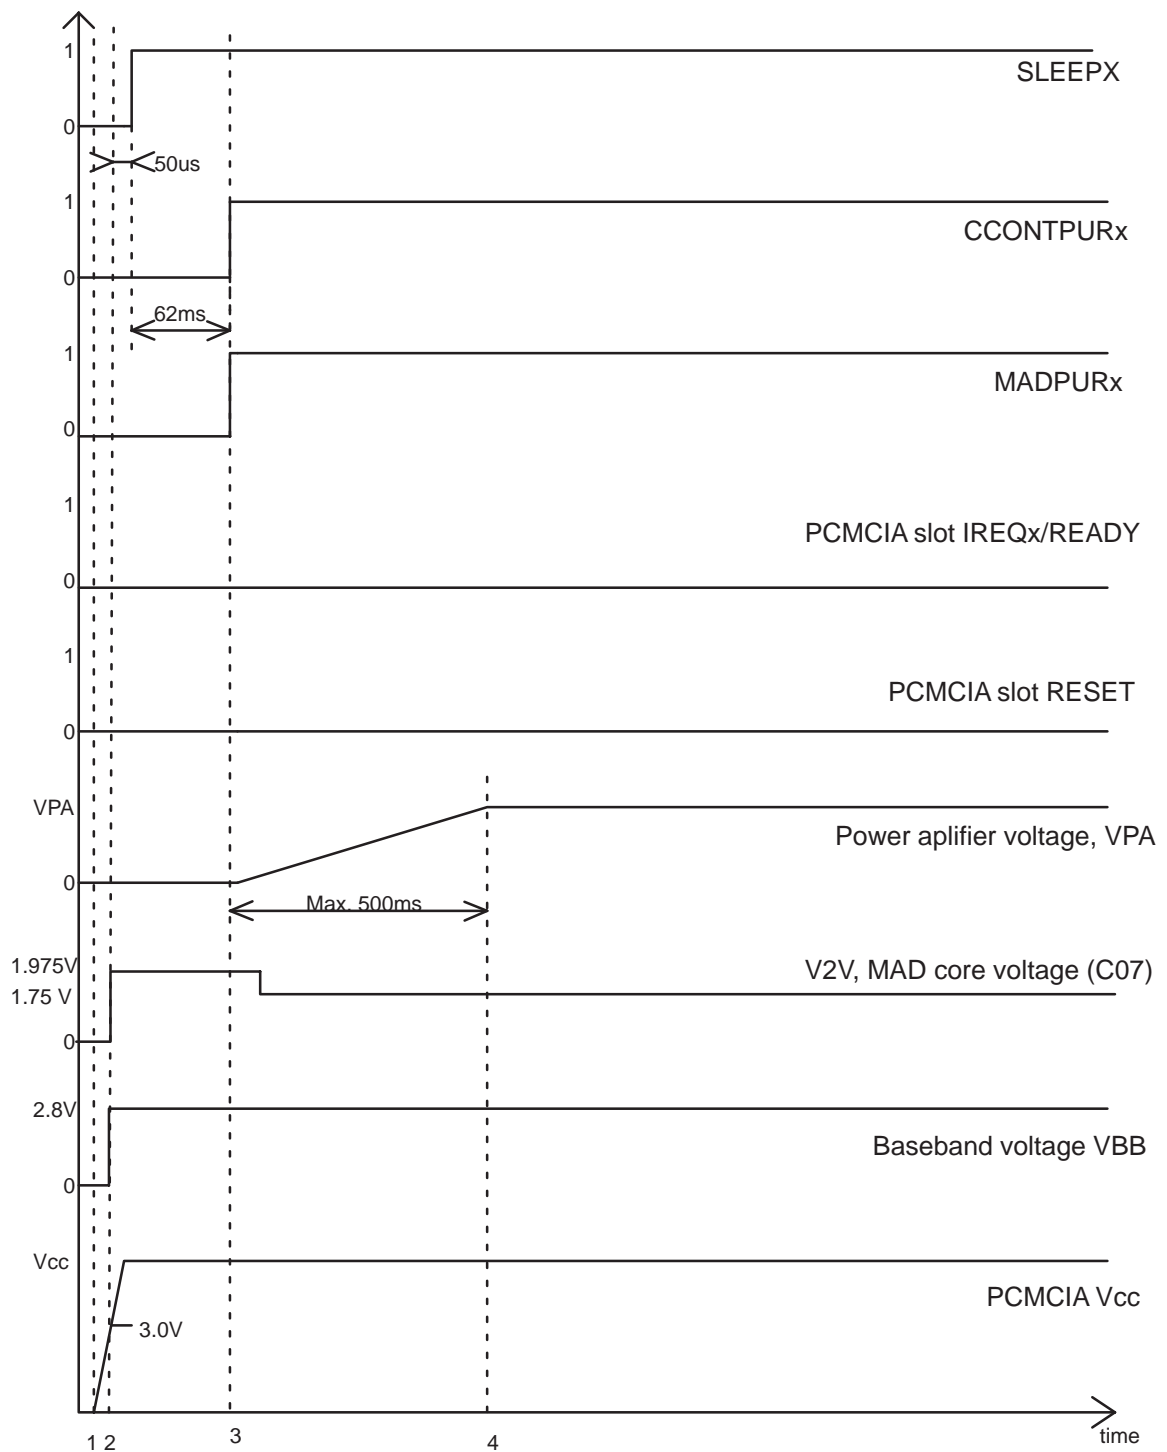 1
SLEEPX
0
50us
1
CCONTPURx
0
62ms
1
MADPURx
0
1
PCMCIA slot IREQx/READY
0
1
PCMCIA slot RESET
0
VPA
Power aplifier voltage, VPA
0
Max. 500ms
1.975V
V2V, MAD core voltage (C07)
1.75 V
0
2.8V
Baseband voltage VBB
0
Vcc
PCMCIA Vcc
3.0V
time
1 2 3 4